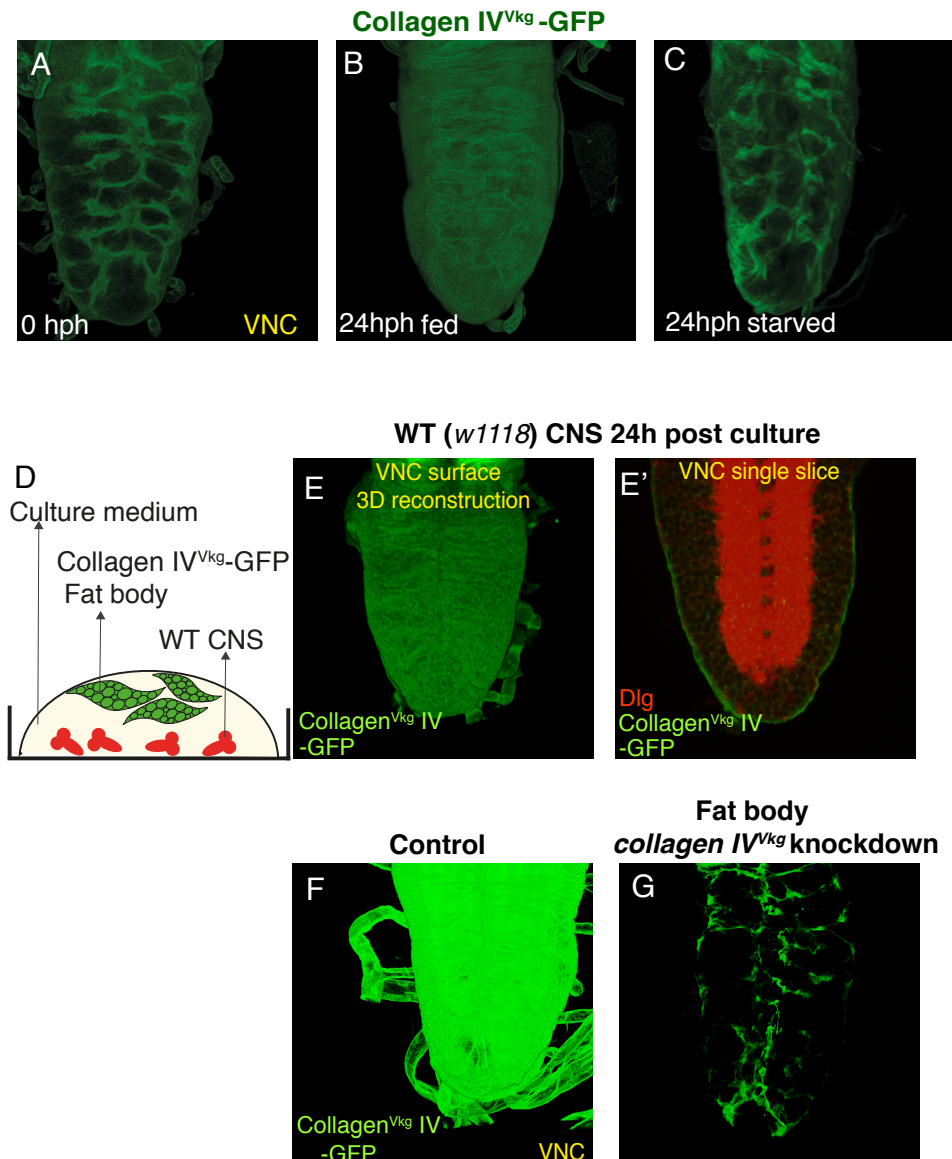 Collagen IV^Vkg -GFP
A
B
C
0 hph
VNC
24hph fed
24hph starved
WT (w1118) CNS 24h post culture
D
Culture medium
Collagen IV^Vkg-GFP
Fat body
WT CNS
E
VNC surface
3D reconstruction
Collagen^Vkg IV
-GFP
E’
VNC single slice
Dlg
Collagen^Vkg IV
-GFP
Control
F
Collagen^Vkg IV
-GFP
VNC
Fat body
collagen IV^Vkg knockdown
G